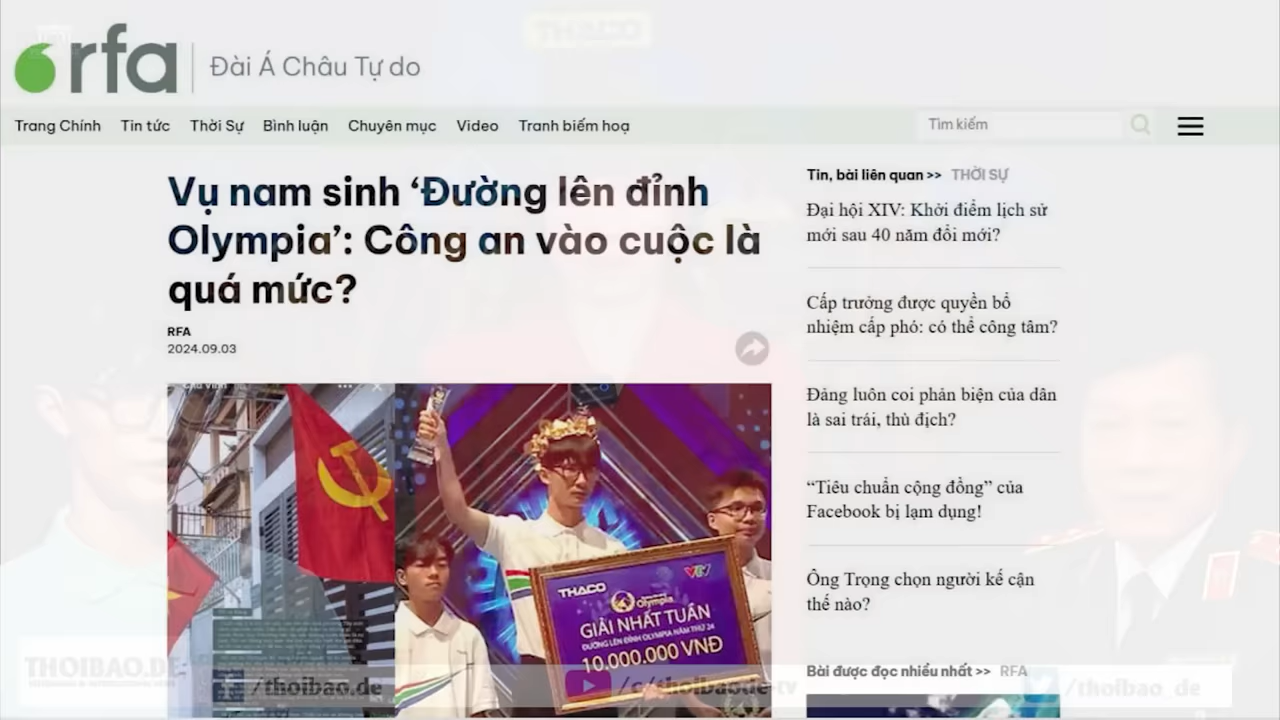 THACO
rfa
Đài Á Châu Tự do
Trang Chính
Tin tức
Thời Sự
Bình luận
Chuyên mục
Video
Tranh biếm hoạ
Tìm kiếm
Vụ nam sinh ‘Đường lên đỉnh
Olympia’: Công an vào cuộc là
quá mức?
RFA
2024.09.03
Tin, bài liên quan >> THỜI SỰ
Đại hội XIV: Khởi điểm lịch sử
mới sau 40 năm đổi mới?
Cấp trưởng được quyền bổ
nhiệm cấp phó: có thể công tâm?
Đảng luôn coi phản biện của dân
là sai trái, thù địch?
“Tiêu chuẩn cộng đồng” của
Facebook bị lạm dụng!
Ông Trọng chọn người kế cận
thế nào?
THACO
VTV
Olympia
GIẢI NHẤT TUẦN
ĐƯỜNG LÊN ĐỈNH OLYMPIA NĂM THỨ 24
10.000.000 VNĐ
Bài được đọc nhiều nhất >> RFA
THOIBAO.DE
/thoibao.de
/c/thoibaode-tv
/thoibao_de